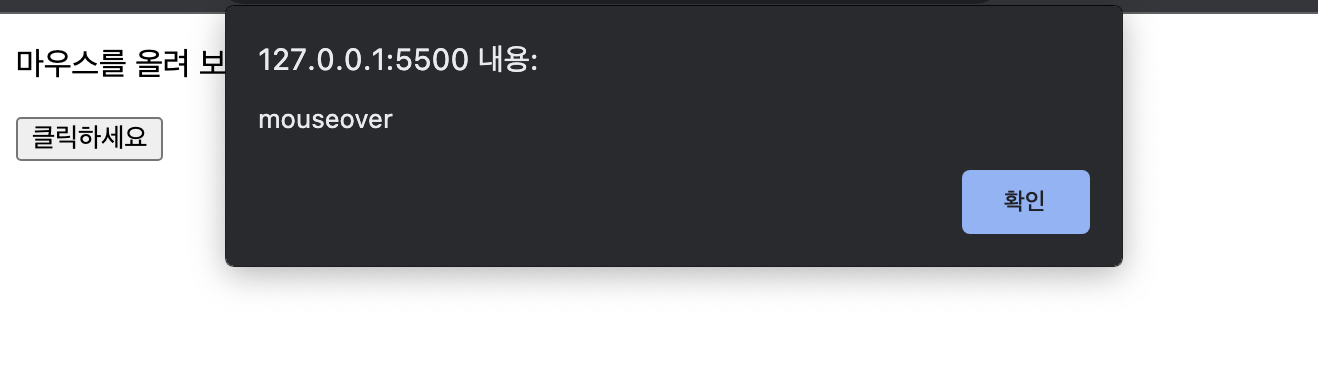 마우스를 올려 보
127.0.0.1:5500 내용:
mouseover
클릭하세요
확인